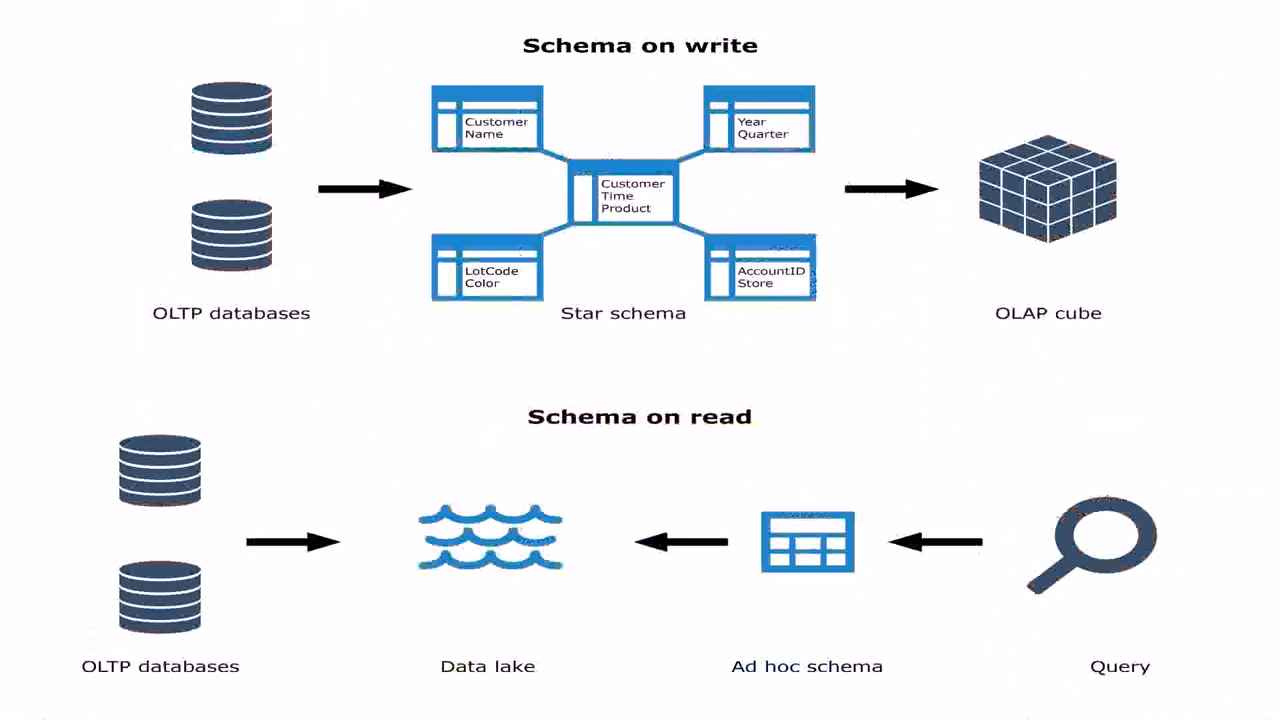 Schema on write
Customer
Name
Year
Quarter
Customer
Time
Product
LotCode
Color
AccountID
Store
OLTP databases
Star schema
OLAP cube
Schema on read
OLTP databases
Data lake
Ad hoc schema
Query